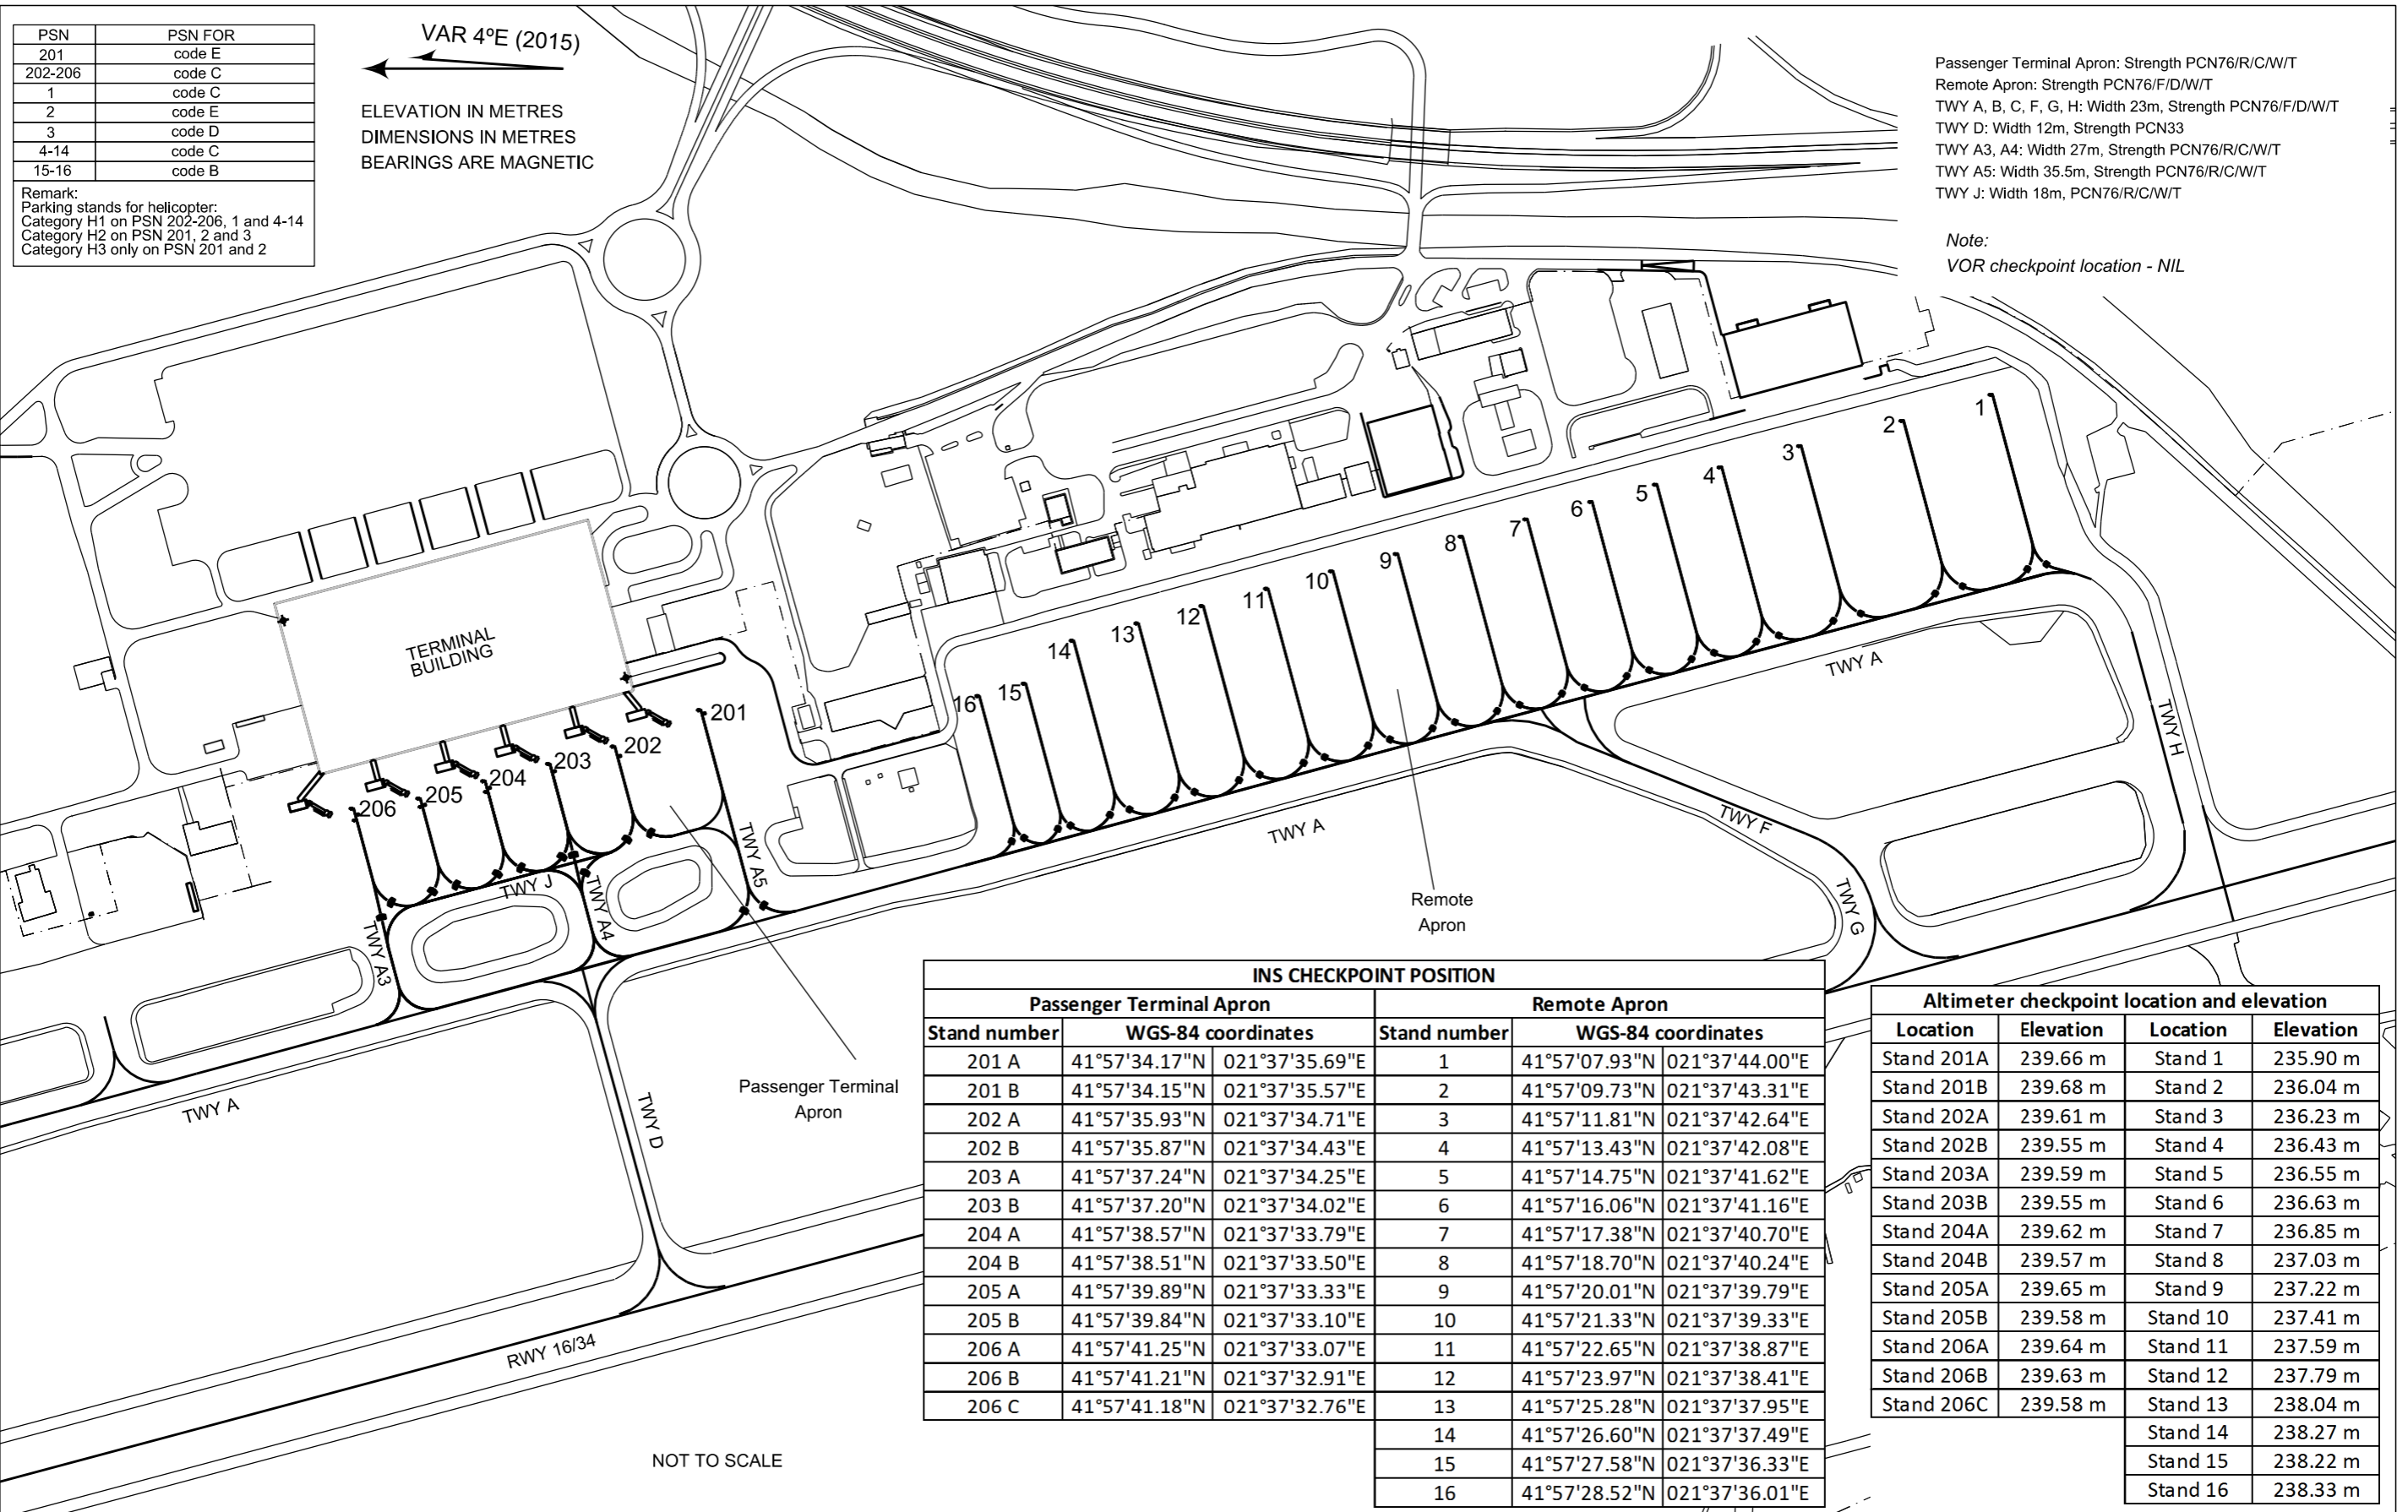 PSN PSN FOR
201 code E
202-206 code C
1 code C
2 code E
3 code D
4-14 code C
15-16 code B
Remark:
Parking stands for helicopter:
Category H1 on PSN 202-206, 1 and 4-14
Category H2 on PSN 201, 2 and 3
Category H3 only on PSN 201 and 2
VAR 4ºE (2015)
ELEVATION IN METRES
DIMENSIONS IN METRES
BEARINGS ARE MAGNETIC
Passenger Terminal Apron: Strength PCN76/R/C/W/T
Remote Apron: Strength PCN76/F/D/W/T
TWY A, B, C, F, G, H: Width 23m, Strength PCN76/F/D/W/T
TWY D: Width 12m, Strength PCN33
TWY A3, A4: Width 27m, Strength PCN76/R/C/W/T
TWY A5: Width 35.5m, Strength PCN76/R/C/W/T
TWY J: Width 18m, PCN76/R/C/W/T
Note:
VOR checkpoint location - NIL
1
2
3
4
5
6
7
8
9
10
11
12
13
14
15
16
TERMINAL
BUILDING
201
202
203
204
205
206
TWY A
TWY H
TWY F
TWY G
TWY A
TWY A5
TWY J
TWY A4
TWY A3
TWY A
TWY D
RWY 16/34
Remote
Apron
Passenger Terminal
Apron
NOT TO SCALE
INS CHECKPOINT POSITION
Passenger Terminal Apron Remote Apron
Stand number WGS-84 coordinates Stand number WGS-84 coordinates
201 A 41°57'34.17"N 021°37'35.69"E 1 41°57'07.93"N 021°37'44.00"E
201 B 41°57'34.15"N 021°37'35.57"E 2 41°57'09.73"N 021°37'43.31"E
202 A 41°57'35.93"N 021°37'34.71"E 3 41°57'11.81"N 021°37'42.64"E
202 B 41°57'35.87"N 021°37'34.43"E 4 41°57'13.43"N 021°37'42.08"E
203 A 41°57'37.24"N 021°37'34.25"E 5 41°57'14.75"N 021°37'41.62"E
203 B 41°57'37.20"N 021°37'34.02"E 6 41°57'16.06"N 021°37'41.16"E
204 A 41°57'38.57"N 021°37'33.79"E 7 41°57'17.38"N 021°37'40.70"E
204 B 41°57'38.51"N 021°37'33.50"E 8 41°57'18.70"N 021°37'40.24"E
205 A 41°57'39.89"N 021°37'33.33"E 9 41°57'20.01"N 021°37'39.79"E
205 B 41°57'39.84"N 021°37'33.10"E 10 41°57'21.33"N 021°37'39.33"E
206 A 41°57'41.25"N 021°37'33.07"E 11 41°57'22.65"N 021°37'38.87"E
206 B 41°57'41.21"N 021°37'32.91"E 12 41°57'23.97"N 021°37'38.41"E
206 C 41°57'41.18"N 021°37'32.76"E 13 41°57'25.28"N 021°37'37.95"E
14 41°57'26.60"N 021°37'37.49"E
15 41°57'27.58"N 021°37'36.33"E
16 41°57'28.52"N 021°37'36.01"E
Altimeter checkpoint location and elevation
Location Elevation Location Elevation
Stand 201A 239.66 m Stand 1 235.90 m
Stand 201B 239.68 m Stand 2 236.04 m
Stand 202A 239.61 m Stand 3 236.23 m
Stand 202B 239.55 m Stand 4 236.43 m
Stand 203A 239.59 m Stand 5 236.55 m
Stand 203B 239.55 m Stand 6 236.63 m
Stand 204A 239.62 m Stand 7 236.85 m
Stand 204B 239.57 m Stand 8 237.03 m
Stand 205A 239.65 m Stand 9 237.22 m
Stand 205B 239.58 m Stand 10 237.41 m
Stand 206A 239.64 m Stand 11 237.59 m
Stand 206B 239.63 m Stand 12 237.79 m
Stand 206C 239.58 m Stand 13 238.04 m
Stand 14 238.27 m
Stand 15 238.22 m
Stand 16 238.33 m